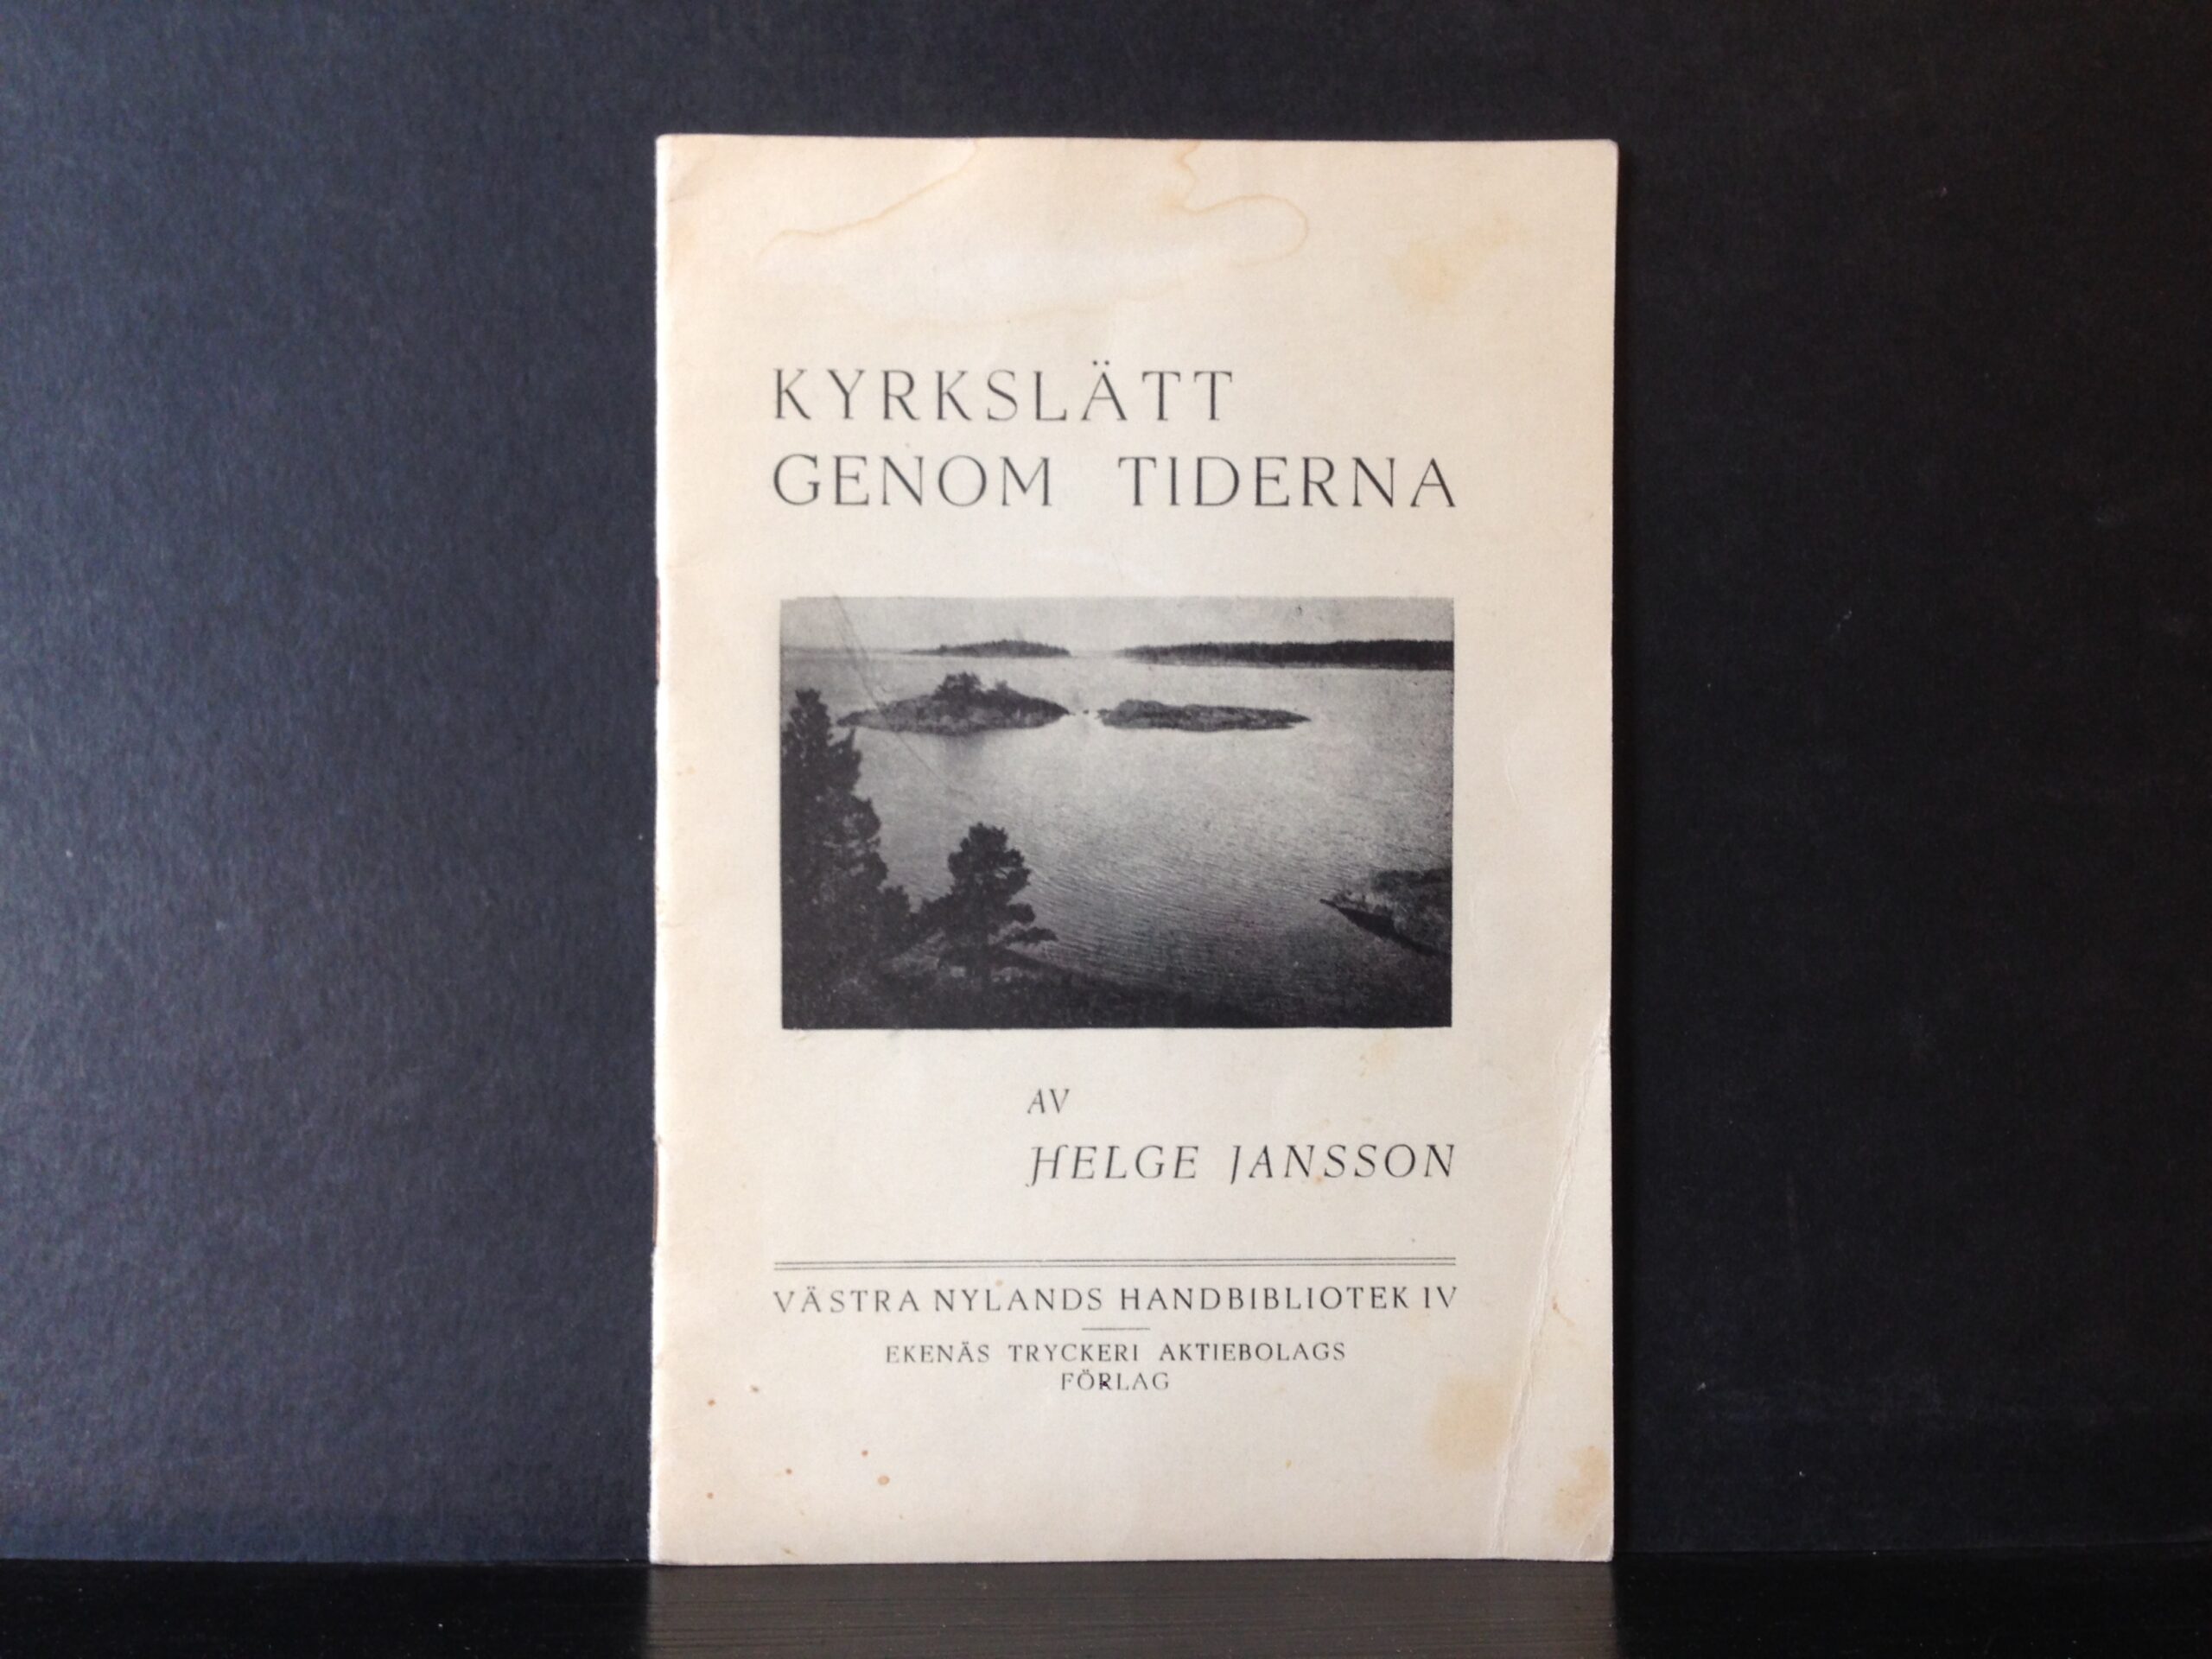 KYRKSLÄTT
GENOM TIDERNA
AV
HELGE JANSSON
VÄSTRA NYLANDS HANDBIBLIOTEK IV
EKENÄS TRYCKERI AKTIEBOLAGS
FÖRLAG